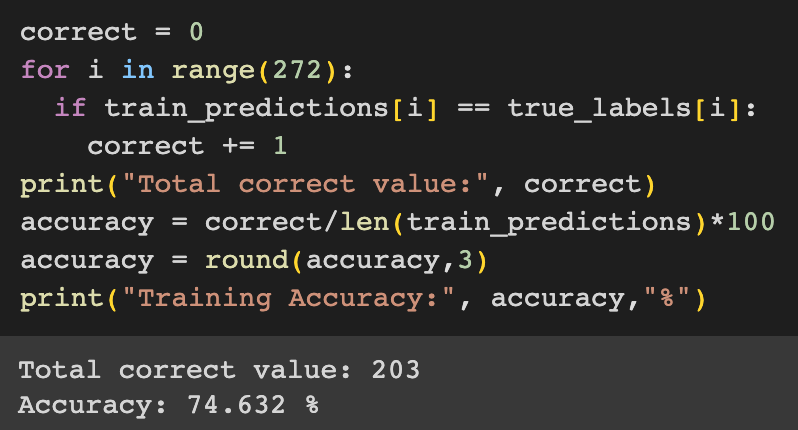 correct = 0
for i in range(272):
  if train_predictions[i] == true_labels[i]:
    correct += 1
print("Total correct value:", correct)
accuracy = correct/len(train_predictions)*100
accuracy = round(accuracy,3)
print("Training Accuracy:", accuracy,"%")
Total correct value: 203
Accuracy: 74.632 %